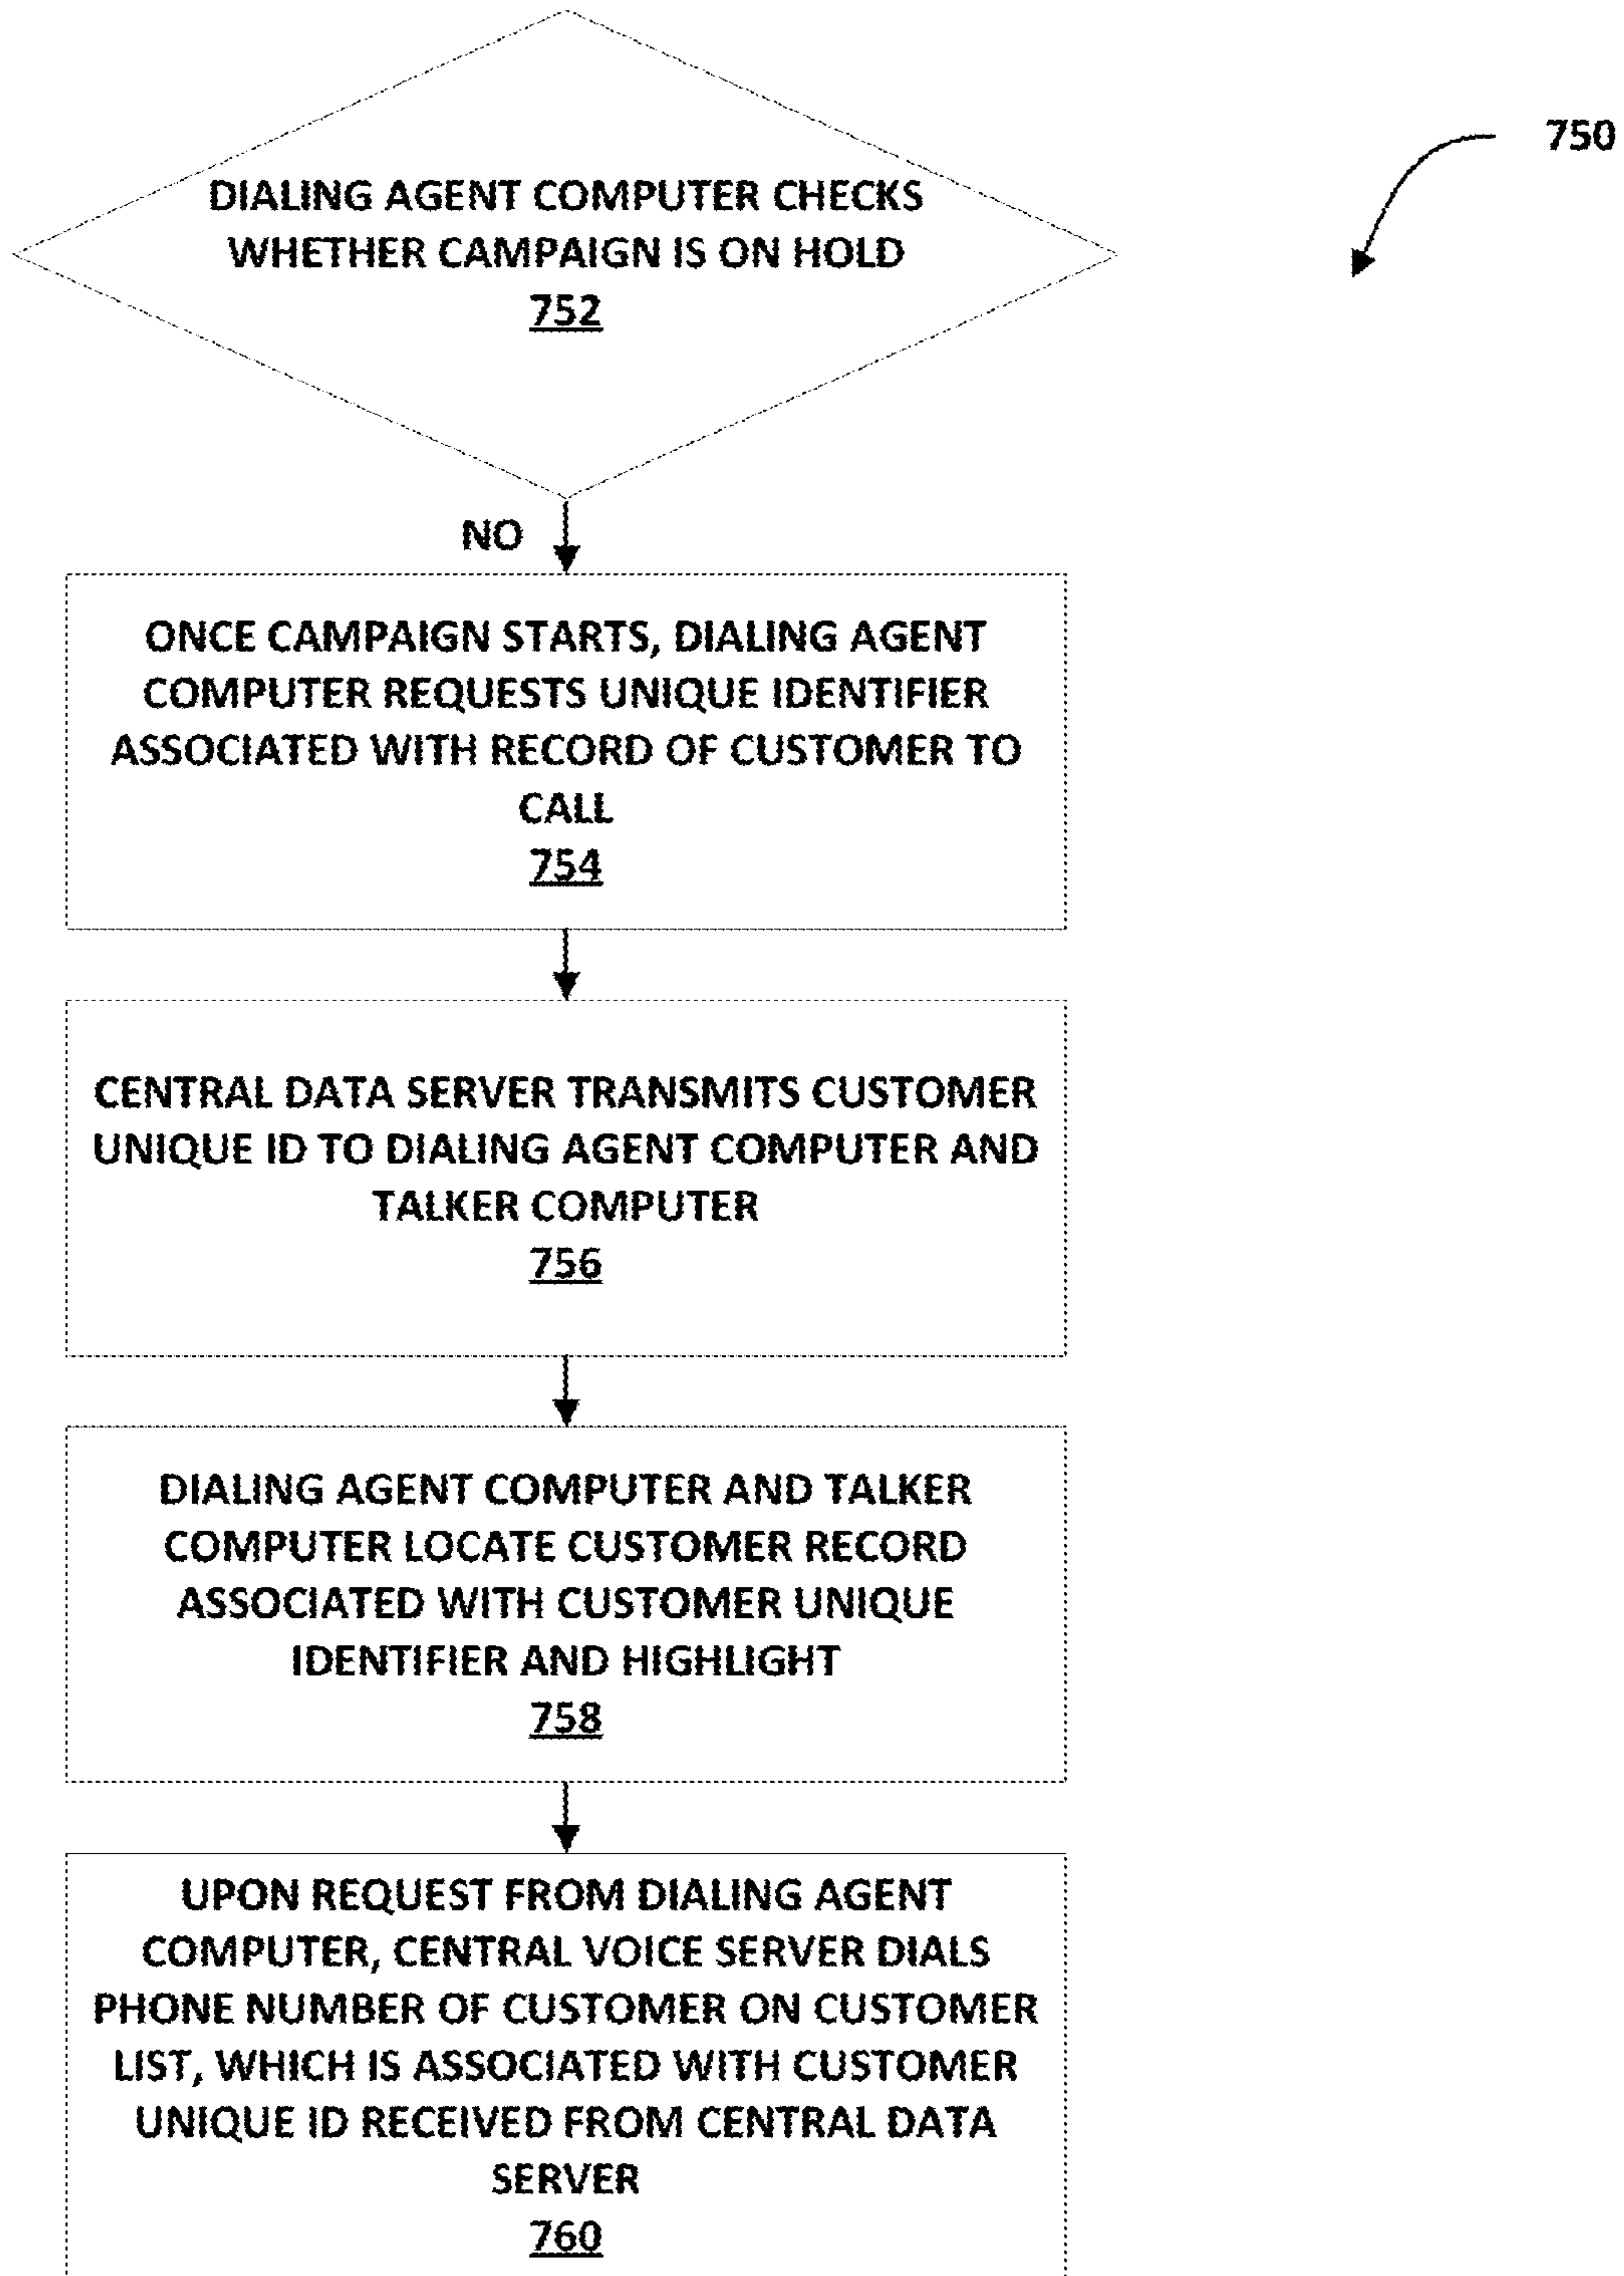 750
DIALING AGENT COMPUTER CHECKS
WHETHER CAMPAIGN IS ON HOLD
752
NO
ONCE CAMPAIGN STARTS, DIALING AGENT
COMPUTER REQUESTS UNIQUE IDENTIFIER
ASSOCIATED WITH RECORD OF CUSTOMER TO
CALL
754
CENTRAL DATA SERVER TRANSMITS CUSTOMER
UNIQUE ID TO DIALING AGENT COMPUTER AND
TALKER COMPUTER
756
DIALING AGENT COMPUTER AND TALKER
COMPUTER LOCATE CUSTOMER RECORD
ASSOCIATED WITH CUSTOMER UNIQUE
IDENTIFIER AND HIGHLIGHT
758
UPON REQUEST FROM DIALING AGENT
COMPUTER, CENTRAL VOICE SERVER DIALS
PHONE NUMBER OF CUSTOMER ON CUSTOMER
LIST, WHICH IS ASSOCIATED WITH CUSTOMER
UNIQUE ID RECEIVED FROM CENTRAL DATA
SERVER
760